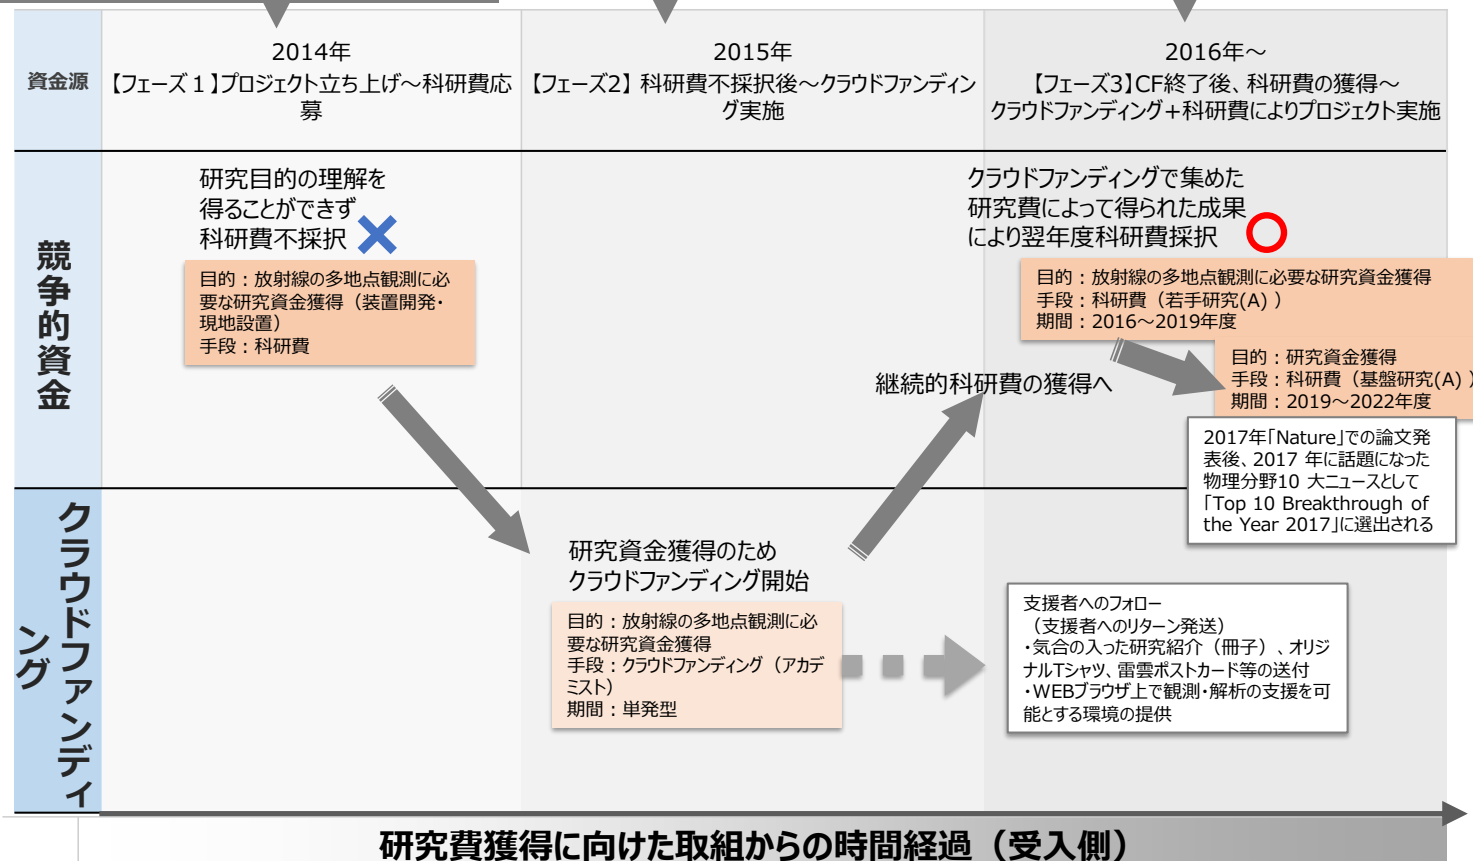 資金源
2014年
【フェーズ１】プロジェクト立ち上げ～科研費応
募
2015年
【フェーズ2】 科研費不採択後～クラウドファンディン
グ実施
2016年～
【フェーズ3】CF終了後、科研費の獲得～
クラウドファンディング＋科研費によりプロジェクト実施
競争的資金
研究目的の理解を
得ることができず
科研費不採択
目的：放射線の多地点観測に必
要な研究資金獲得（装置開発・
現地設置）
手段：科研費
クラウドファンディングで集めた
研究費によって得られた成果
により翌年度科研費採択
目的：放射線の多地点観測に必要な研究資金獲得
手段：科研費（若手研究(A) ）
期間：2016～2019年度
継続的科研費の獲得へ
目的：研究資金獲得
手段：科研費（基盤研究(A) ）
期間：2019～2022年度
2017年「Nature」での論文発
表後、2017 年に話題になった
物理分野10 大ニュースとして
「Top 10 Breakthrough of
the Year 2017」に選出される
クラウドファンディ
ング
研究資金獲得のため
クラウドファンディング開始
目的：放射線の多地点観測に必
要な研究資金獲得
手段：クラウドファンディング（アカデ
ミスト）
期間：単発型
支援者へのフォロー
（支援者へのリターン発送）
・気合の入った研究紹介（冊子）、オリジ
ナルTシャツ、雷雲ポストカード等の送付
・WEBブラウザ上で観測・解析の支援を可
能とする環境の提供
研究費獲得に向けた取組からの時間経過（受入側）